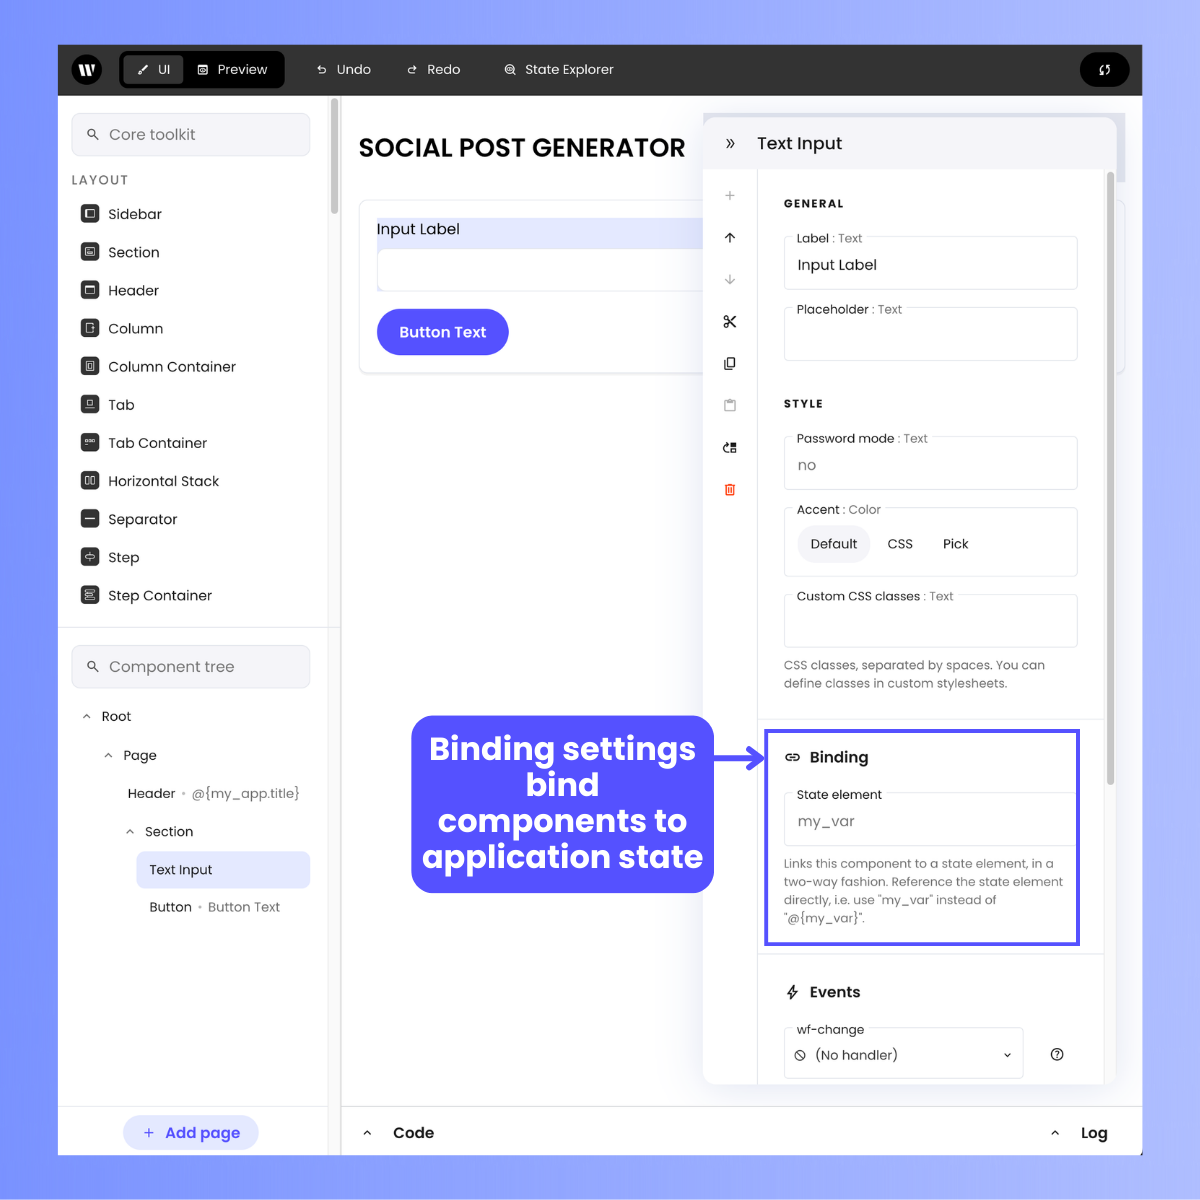 W
UI
Preview
Undo
Redo
State Explorer
Core toolkit
LAYOUT
Sidebar
Section
Header
Column
Column Container
Tab
Tab Container
Horizontal Stack
Separator
Step
Step Container
Component tree
Root
Page
Header • @{my_app.title}
Section
Text Input
Button • Button Text
+ Add page
SOCIAL POST GENERATOR
Input Label
Button Text
Binding settings
bind
components to
application state
Text Input
GENERAL
Label : Text
Input Label
Placeholder : Text
STYLE
Password mode : Text
no
Accent : Color
Default
CSS
Pick
Custom CSS classes : Text
CSS classes, separated by spaces. You can
define classes in custom stylesheets.
Binding
State element
my_var
Links this component to a state element, in a
two-way fashion. Reference the state element
directly, i.e. use "my_var" instead of
"@{my_var}".
Events
wf-change
(No handler)
Code
Log